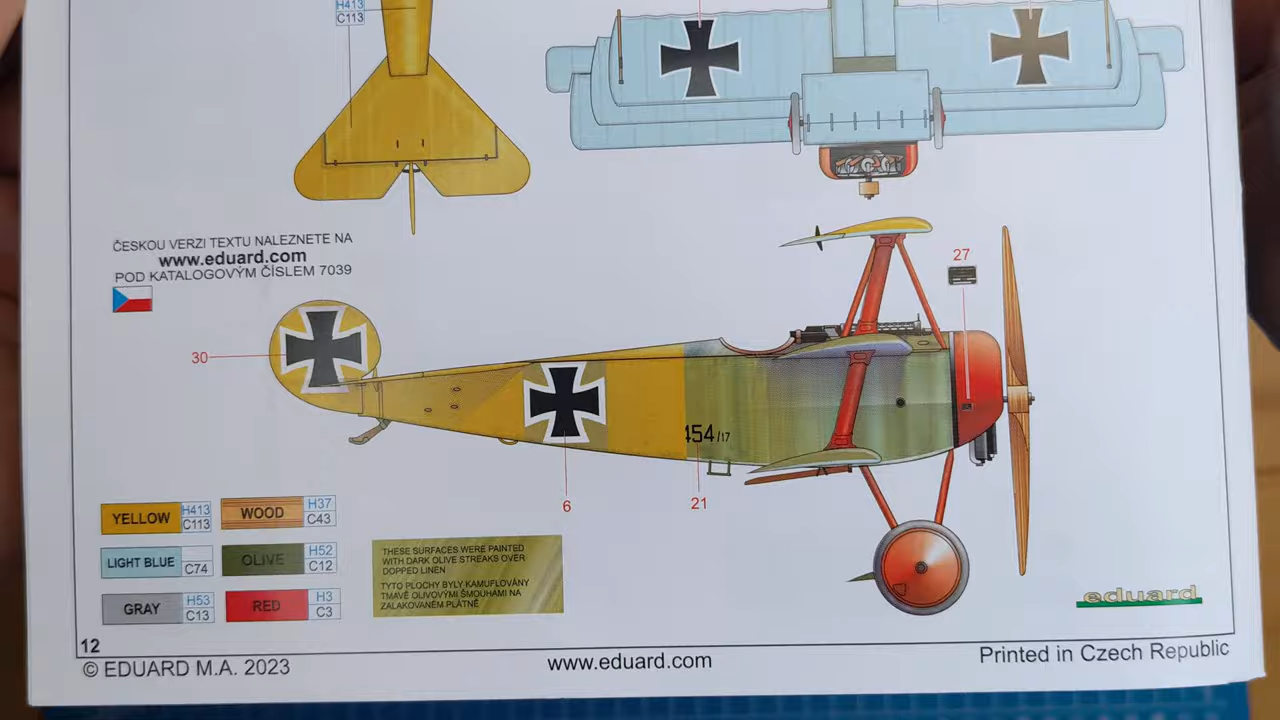 H413
C113
ČESKOU VERZI TEXTU NALEZNETE NA
www.eduard.com
POD KATALOGOVÝM ČÍSLEM 7039
27
30
454/17
6
21
YELLOW
H413
C113
WOOD
H37
C43
LIGHT BLUE
C74
OLIVE
H52
C12
GRAY
H53
C13
RED
H3
C3
THESE SURFACES WERE PAINTED
WITH DARK OLIVE STREAKS OVER
DOPPED LINEN
TYTO PLOCHY BYLY KAMUFLOVÁNY
TMAVĚ OLIVOVÝMI ŠMOUHAMI NA
ZALAKOVANÉM PLÁTNĚ
eduard
12
© EDUARD M.A. 2023
www.eduard.com
Printed in Czech Republic